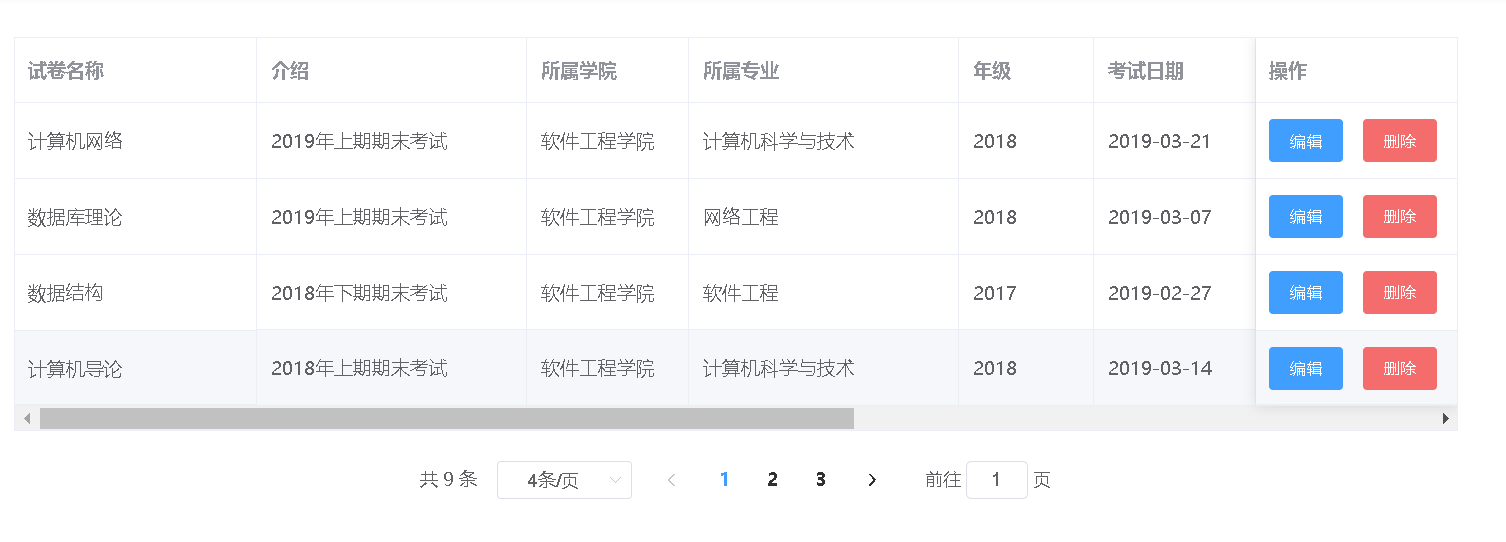 试卷名称 介绍 所属学院 所属专业 年级 考试日期 操作
计算机网络 2019年上期期末考试 软件工程学院 计算机科学与技术 2018 2019-03-21 编辑 删除
数据库理论 2019年上期期末考试 软件工程学院 网络工程 2018 2019-03-07 编辑 删除
数据结构 2018年下期期末考试 软件工程学院 软件工程 2017 2019-02-27 编辑 删除
计算机导论 2018年上期期末考试 软件工程学院 计算机科学与技术 2018 2019-03-14 编辑 删除
共 9 条 4条/页 1 2 3 前往 1 页